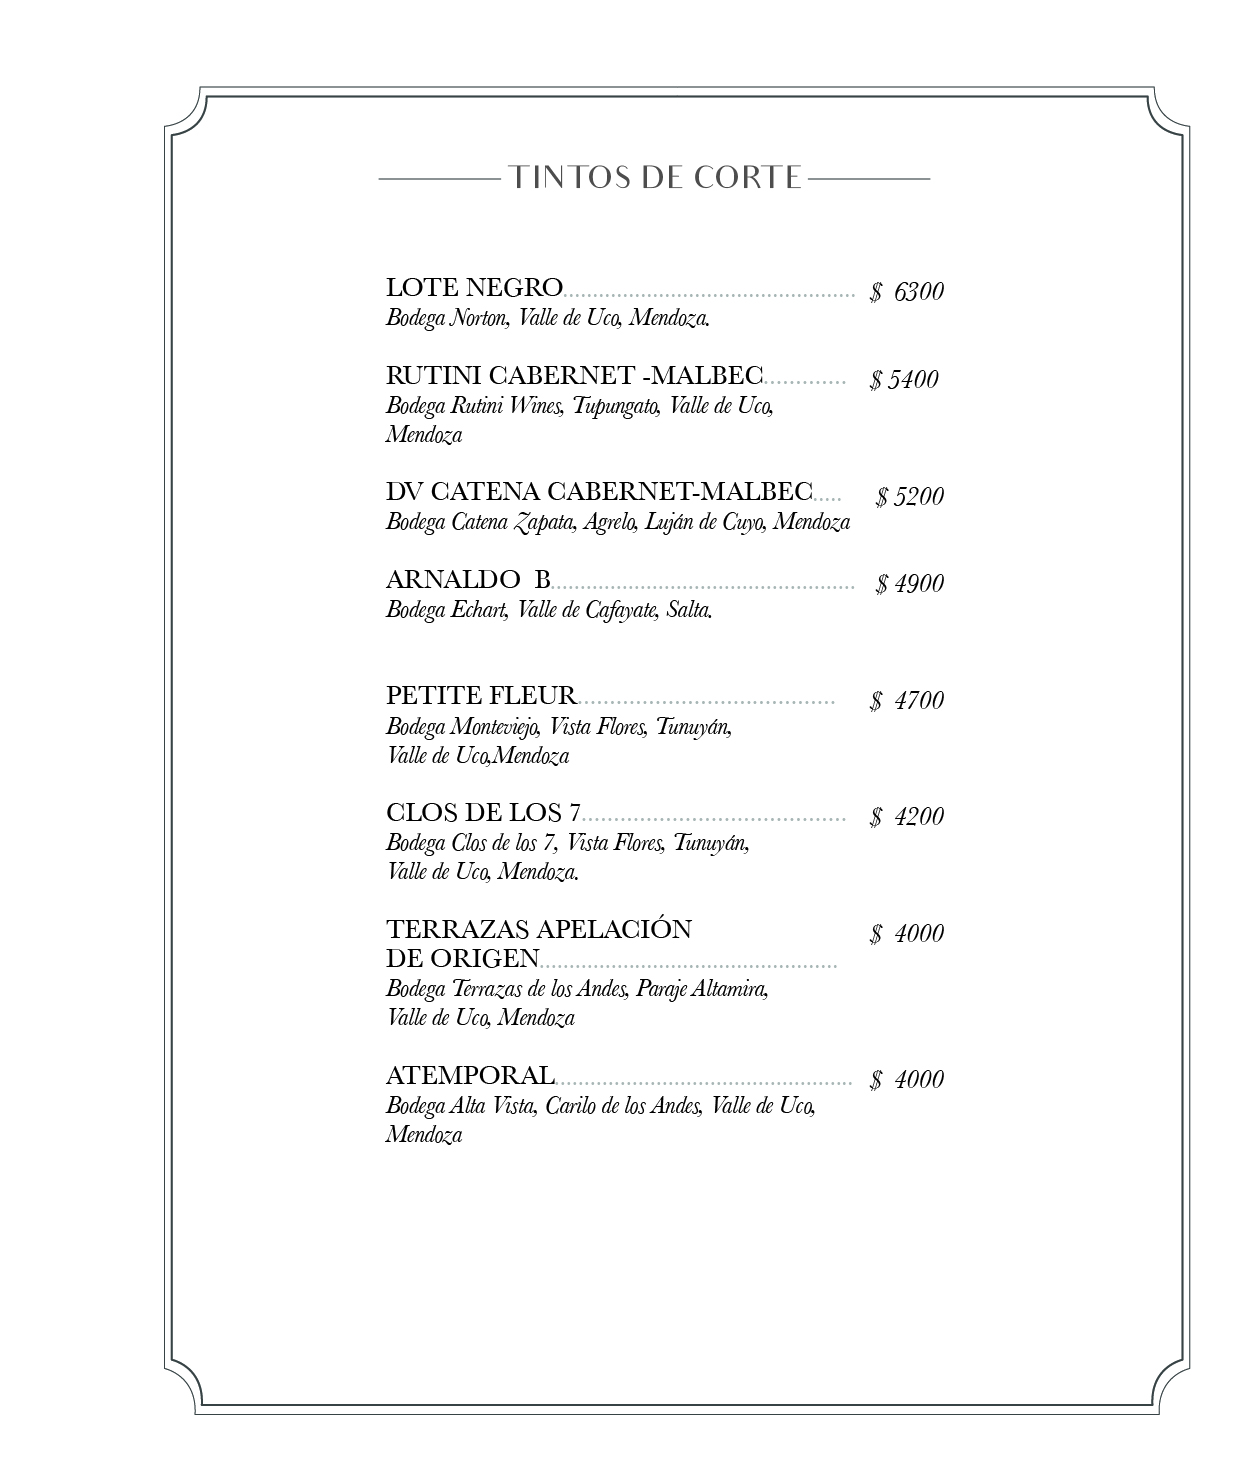 TINTOS DE CORTE
LOTE NEGRO........................................ $ 6300
Bodega Norton, Valle de Uco, Mendoza.
RUTINI CABERNET -MALBEC.............. $ 5400
Bodega Rutini Wines, Tupungato, Valle de Uco,
Mendoza
DV CATENA CABERNET-MALBEC..... $ 5200
Bodega Catena Zapata, Agrelo, Luján de Cuyo, Mendoza
ARNALDO B.................................................... $ 4900
Bodega Echart, Valle de Cafayate, Salta.
PETITE FLEUR............................................ $ 4700
Bodega Monteviejo, Vista Flores, Tunuyán,
Valle de Uco,Mendoza
CLOS DE LOS 7............................................. $ 4200
Bodega Clos de los 7, Vista Flores, Tunuyán,
Valle de Uco, Mendoza.
TERRAZAS APELACIÓN $ 4000
DE ORIGEN...................................................
Bodega Terrazas de los Andes, Paraje Altamira,
Valle de Uco, Mendoza
ATEMPORAL................................................... $ 4000
Bodega Alta Vista, Carilo de los Andes, Valle de Uco,
Mendoza